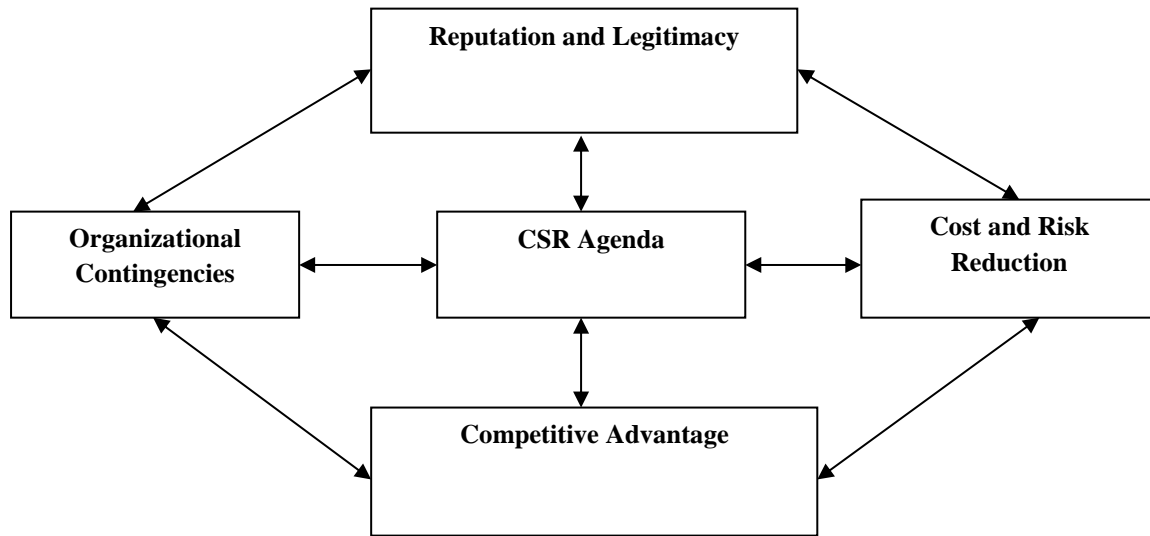 Reputation and Legitimacy
Organizational
Contingencies
CSR Agenda
Cost and Risk
Reduction
Competitive Advantage